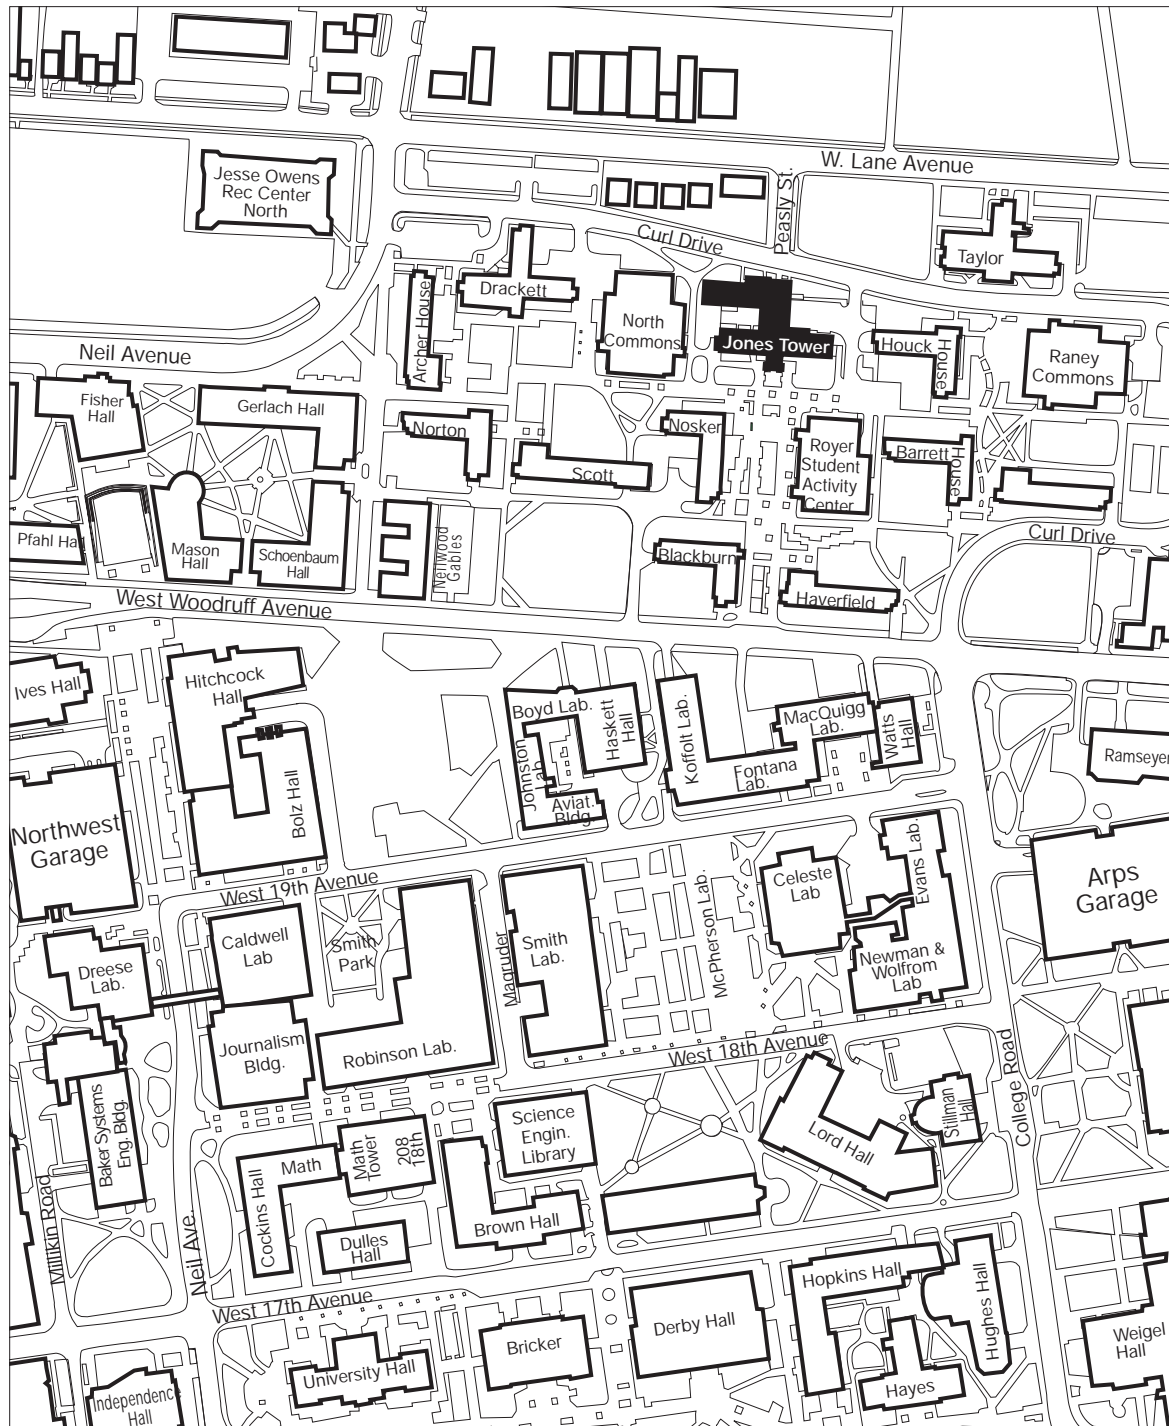 W. Lane Avenue
Jesse Owens
Rec Center
North
Peasly St.
Curl Drive
Taylor
Drackett
Archer House
North
Commons
Jones Tower
Houck
House
Raney
Commons
Neil Avenue
Fisher
Hall
Gerlach Hall
Norton
Nosker
Scott
Royer
Student
Activity
Center
Barrett
House
Curl Drive
Pfahl Hall
Mason
Hall
Schoenbaum
Hall
Neilwood
Gables
Blackburn
Haverfield
West Woodruff Avenue
Ives Hall
Hitchcock
Hall
Boyd Lab.
Haskett
Hall
Johnston
Lab.
Aviat.
Bldg.
Koffolt Lab.
MacQuigg
Lab.
Watts
Hall
Fontana
Lab.
Ramseyer
Bolz Hall
Northwest
Garage
West 19th Avenue
Celeste
Lab
Evans Lab.
Arps
Garage
Caldwell
Lab
Smith
Park
Magruder
Smith
Lab.
McPherson Lab.
Newman &
Wolfrom
Lab
Dreese
Lab.
Journalism
Bldg.
Robinson Lab.
West 18th Avenue
College Road
Baker Systems
Eng. Bldg.
Science
Engin.
Library
Lord Hall
Stillman
Hall
Math
Math
Tower
208
18th
Cockins Hall
Dulles
Hall
Brown Hall
Millikin Road
Neil Ave.
West 17th Avenue
Hopkins Hall
Hughes Hall
Derby Hall
Bricker
University Hall
Hayes
Weigel
Hall
Independence
Hall